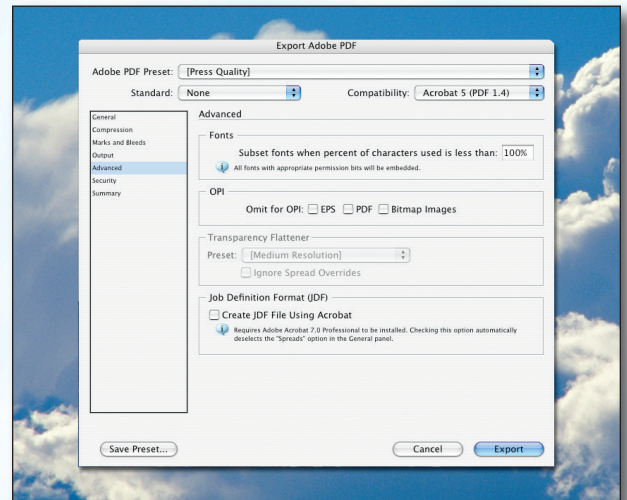 Export Adobe PDF
Adobe PDF Preset: [Press Quality]
Standard: None Compatibility: Acrobat 5 (PDF 1.4)
General
Compression
Marks and Bleeds
Output
Advanced
Security
Summary
Advanced
Fonts
Subset fonts when percent of characters used is less than: 100%
All fonts with appropriate permission bits will be embedded.
OPI
Omit for OPI: EPS PDF Bitmap Images
Transparency Flattener
Preset: [Medium Resolution]
Ignore Spread Overrides
Job Definition Format (JDF)
Create JDF File Using Acrobat
Requires Adobe Acrobat 7.0 Professional to be installed. Checking this option automatically
deselects the "Spreads" option in the General panel.
Save Preset... Cancel Export